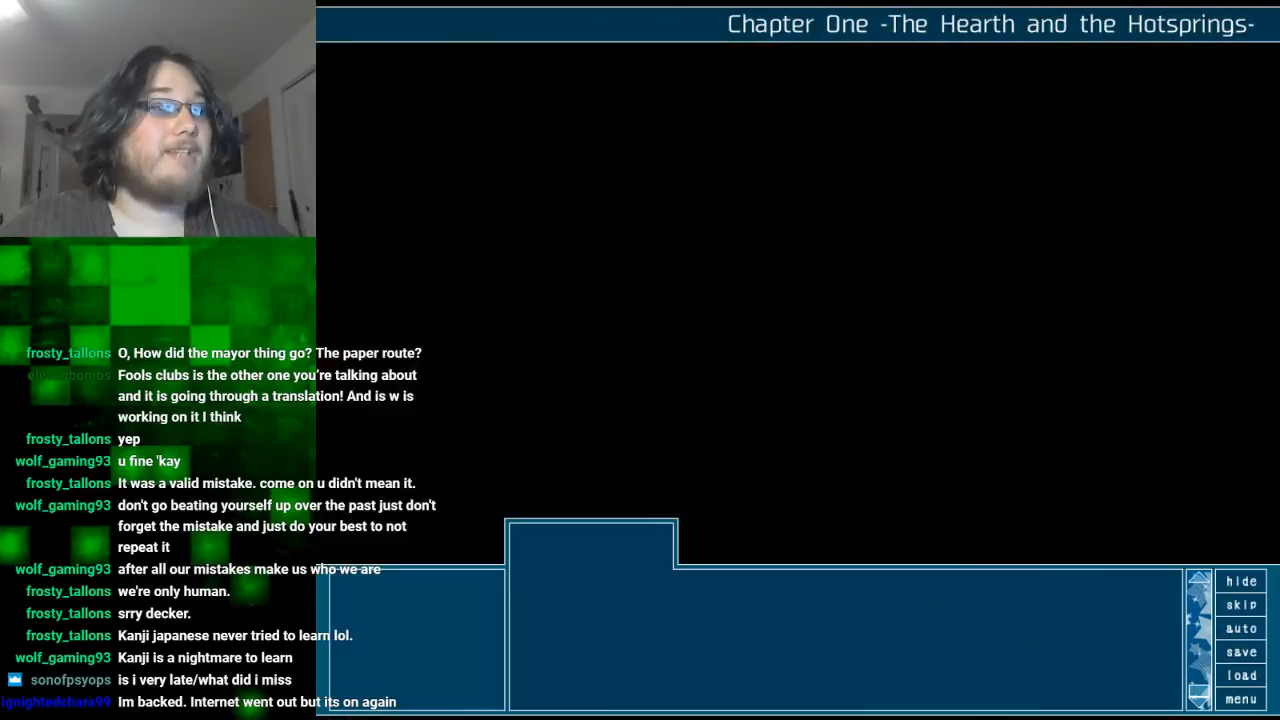 Chapter One -The Hearth and the Hotsprings-
frosty_tallons O, How did the mayor thing go? The paper route?
elevenbombs Fools clubs is the other one you're talking about
and it is going through a translation! And is w is
working on it I think
frosty_tallons yep
wolf_gaming93 u fine 'kay
frosty_tallons It was a valid mistake. come on u didn't mean it.
wolf_gaming93 don't go beating yourself up over the past just don't
forget the mistake and just do your best to not
repeat it
wolf_gaming93 after all our mistakes make us who we are
frosty_tallons we're only human.
frosty_tallons srry decker.
frosty_tallons Kanji japanese never tried to learn lol.
wolf_gaming93 Kanji is a nightmare to learn
sonofpsyops is i very late/what did i miss
ignightedchara99 Im backed. Internet went out but its on again
hide
skip
auto
save
load
menu